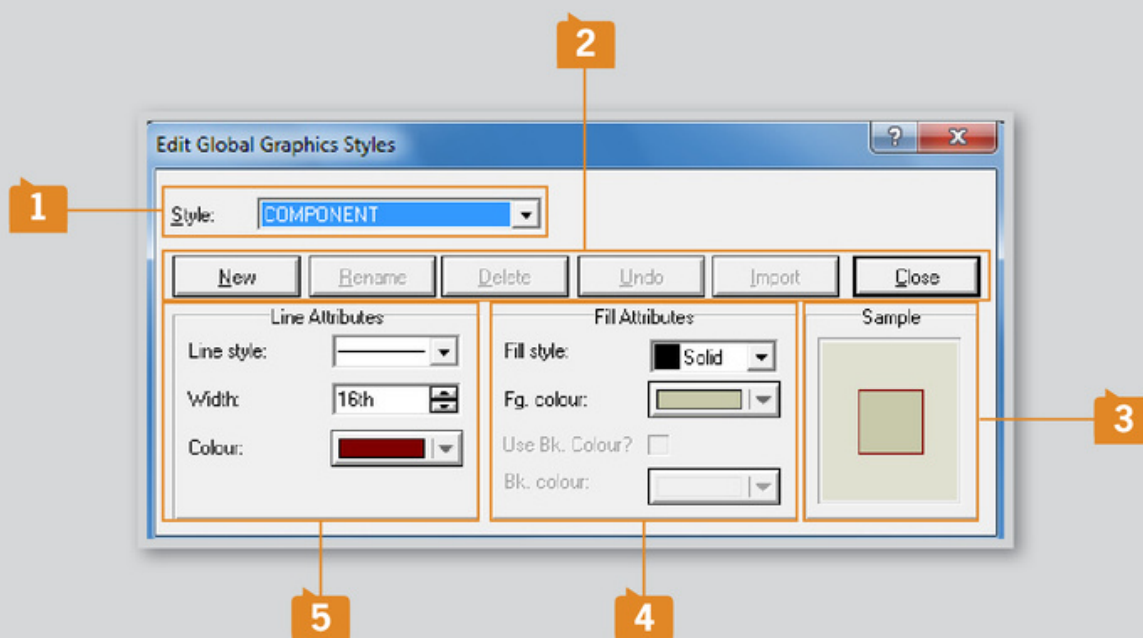 2
Edit Global Graphics Styles
?
X
1
Style: COMPONENT
New Rename Delete Undo Import Close
Line Attributes Fill Attributes Sample
Line style: Fill style: Solid
Width: 16th Fg. colour:
3
Colour: Use Bk. Colour?
Bk. colour:
5
4